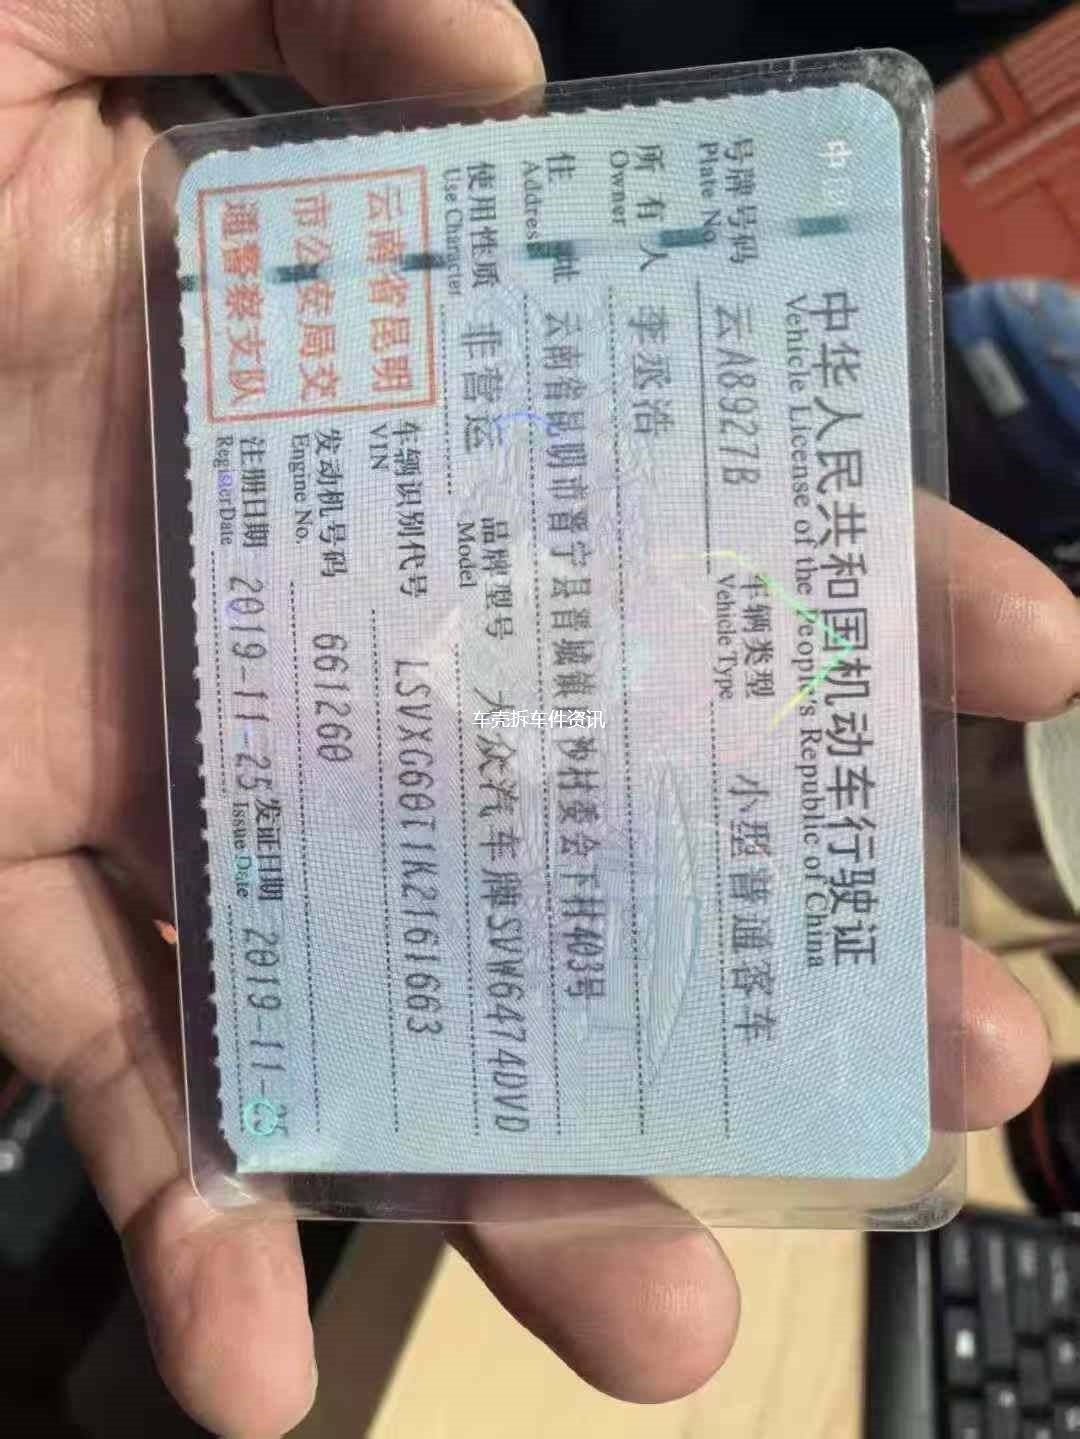 中华人民共和国机动车行驶证
Vehicle License of the People's Republic of China
号牌号码 云A8927B 车辆类型 小型普通客车
Plate No. Vehicle Type
所有人 李丞浩
Owner
住址 云南省昆明市晋宁县晋城镇 村委会下村403号
Address
使用性质 非营运 品牌型号 大众汽车牌SVW6474DVD
Use Character Model
云南省昆明
市公安局交
通警察支队
车辆识别代号 LSVXG60T1K2161663
VIN
发动机号码 661260
Engine No.
注册日期 2019-11-25 发证日期 2019-11-25
Register Date Issue Date
车壳拆车件资讯